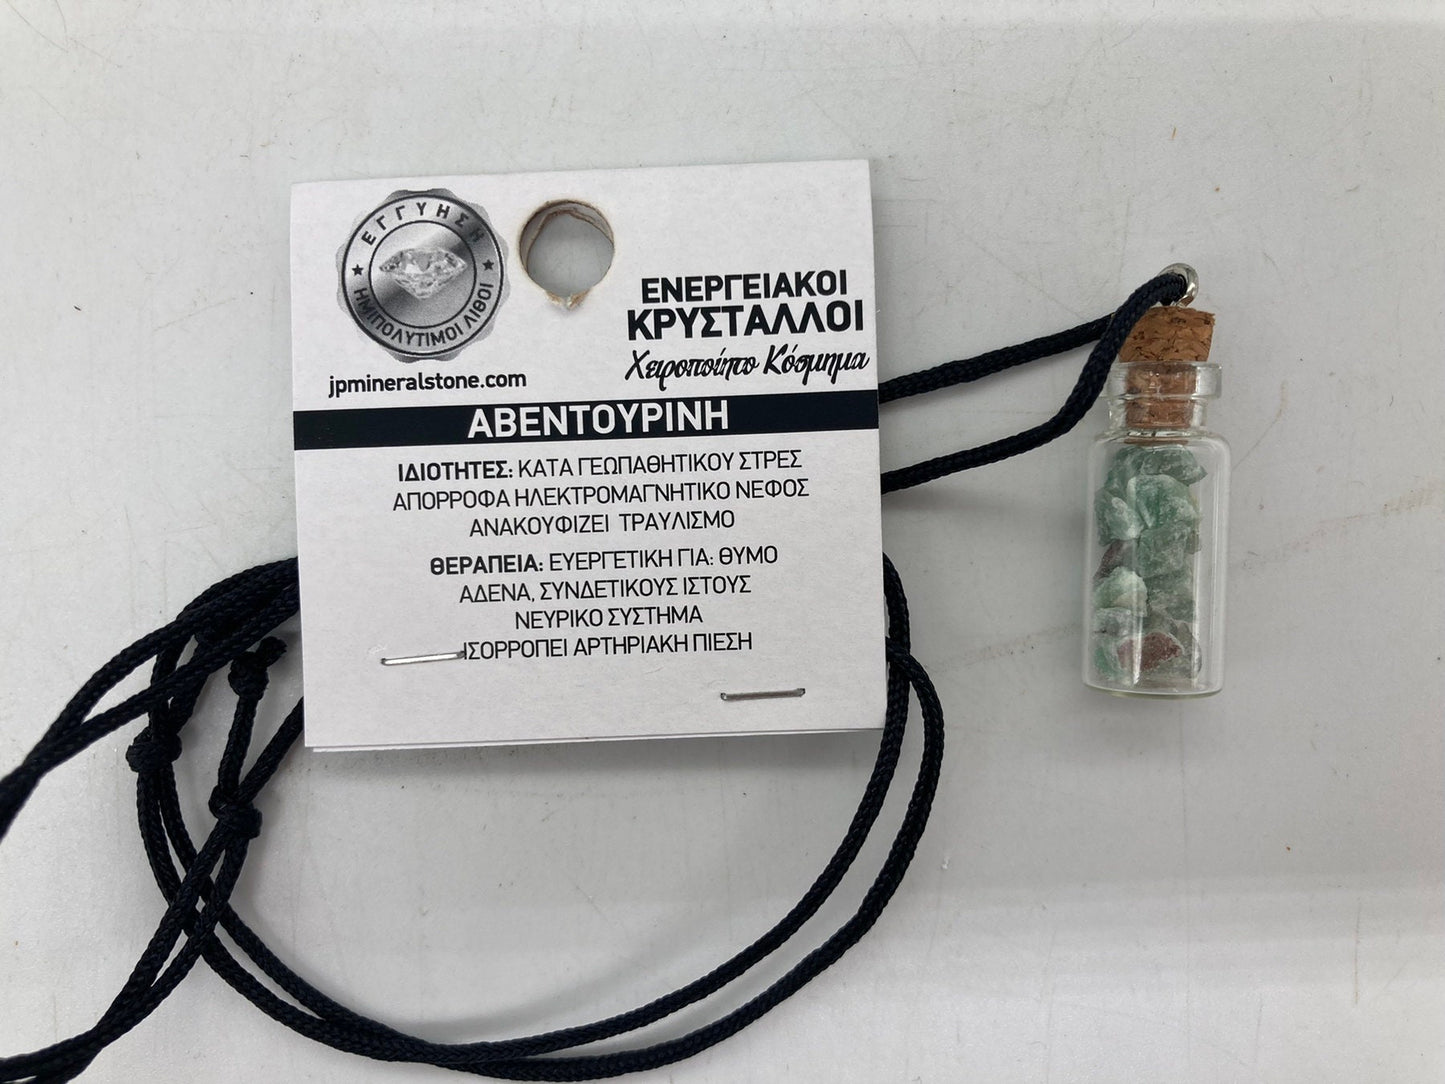 ΕΓΓΥΗΣΗ
ΗΜΙΠΟΛΥΤΙΜΟΙ ΛΙΘΟΙ
jpmineralstone.com
ΕΝΕΡΓΕΙΑΚΟΙ
ΚΡΥΣΤΑΛΛΟΙ
Χειροποίητο Κόσμημα
ΑΒΕΝΤΟΥΡΙΝΗ
ΙΔΙΟΤΗΤΕΣ: ΚΑΤΑ ΓΕΩΠΑΘΗΤΙΚΟΥ ΣΤΡΕΣ
ΑΠΟΡΡΟΦΑ ΗΛΕΚΤΡΟΜΑΓΝΗΤΙΚΟ ΝΕΦΟΣ
ΑΝΑΚΟΥΦΙΖΕΙ ΤΡΑΥΛΙΣΜΟ
ΘΕΡΑΠΕΙΑ: ΕΥΕΡΓΕΤΙΚΗ ΓΙΑ: ΘΥΜΟ
ΑΔΕΝΑ, ΣΥΝΔΕΤΙΚΟΥΣ ΙΣΤΟΥΣ
ΝΕΥΡΙΚΟ ΣΥΣΤΗΜΑ
ΙΣΟΡΡΟΠΕΙ ΑΡΤΗΡΙΑΚΗ ΠΙΕΣΗ